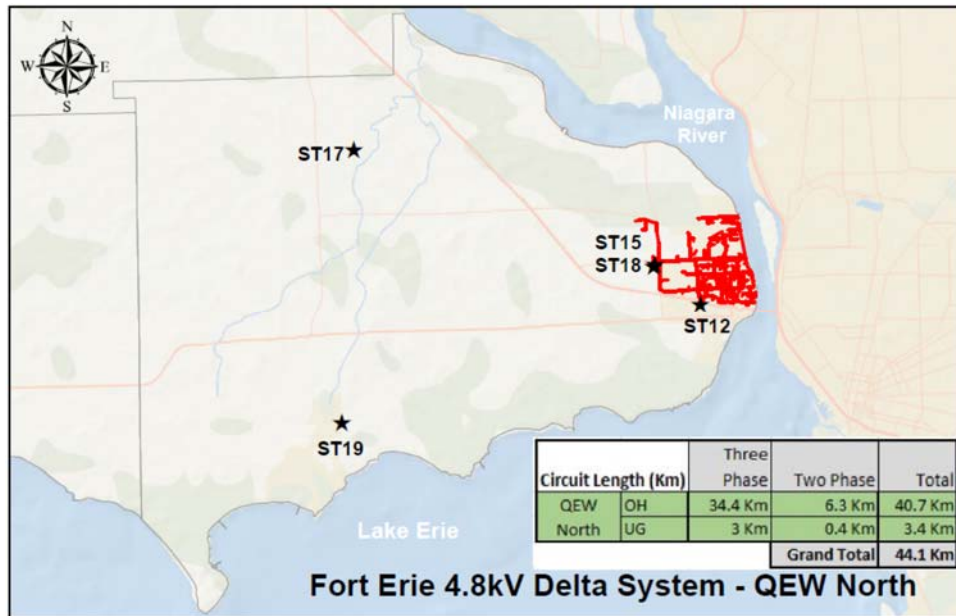 N
W E
S
Niagara
River
ST17
ST15
ST18
ST12
ST19
Lake Erie
Three
Circuit Length (Km) Phase Two Phase Total
QEW OH 34.4 Km 6.3 Km 40.7 Km
North UG 3 Km 0.4 Km 3.4 Km
Grand Total 44.1 Km
Fort Erie 4.8kV Delta System - QEW North